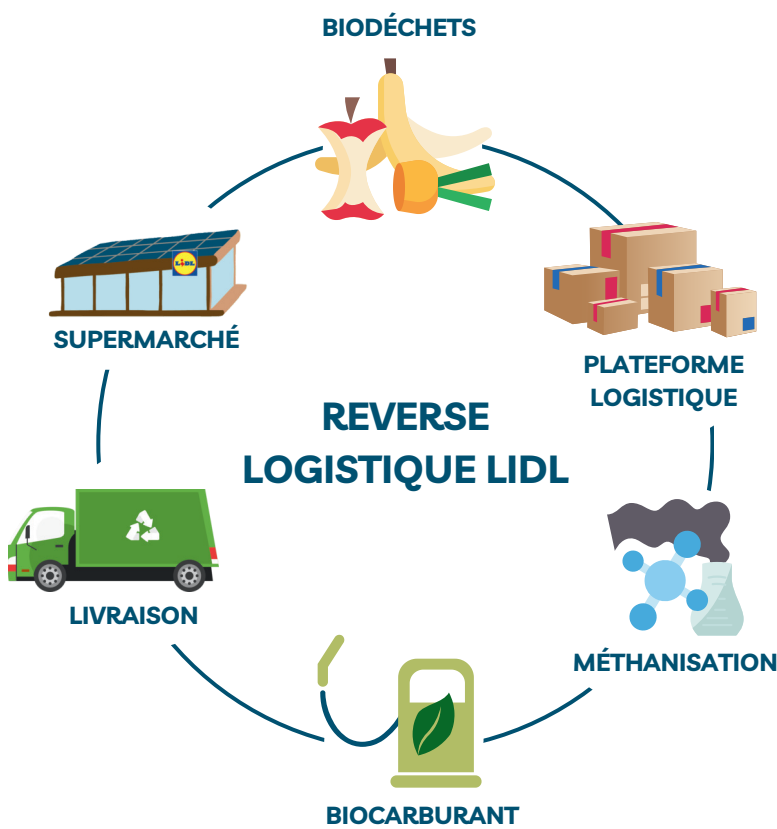 BIODÉCHETS
LiDL
SUPERMARCHÉ
PLATEFORME
LOGISTIQUE
REVERSE
LOGISTIQUE LIDL
LIVRAISON
MÉTHANISATION
BIOCARBURANT